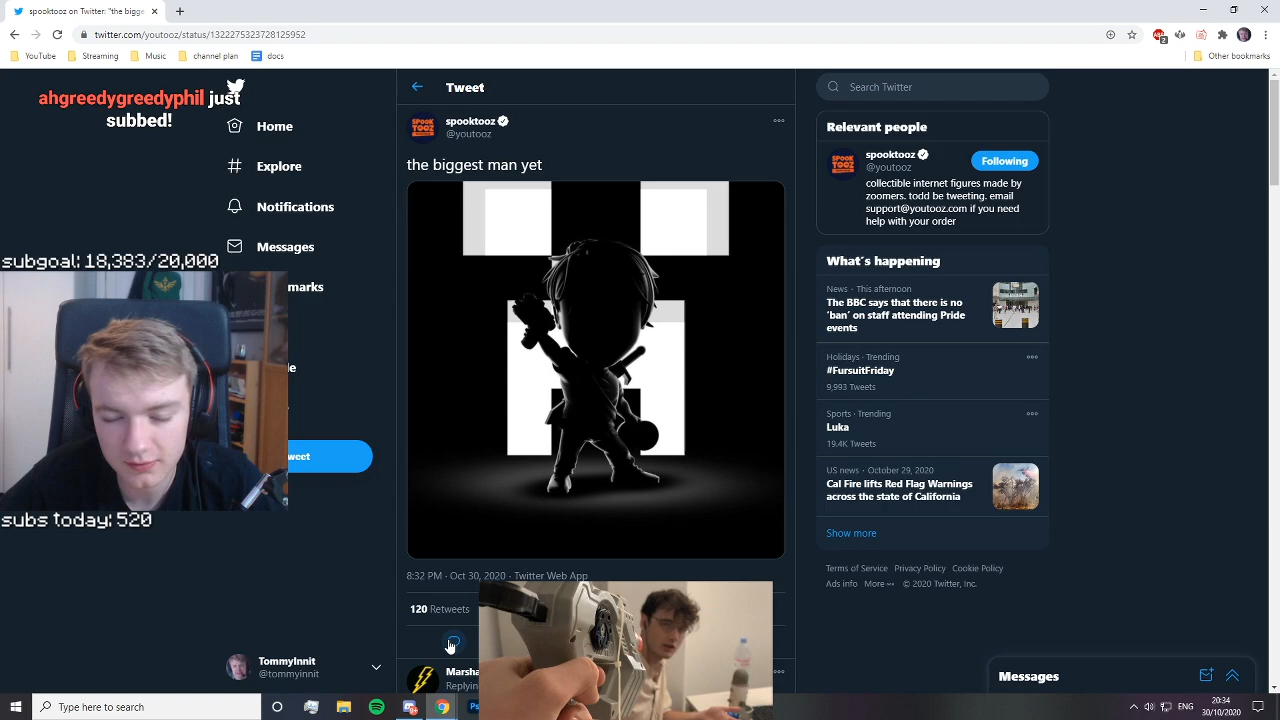 spooktooz on Twitter: "the bigge
twitter.com/youtooz/status/1322275323728125952
2
YouTube
Streaming
Music
channel plan
docs
Other bookmarks
ahgreedygreedyphil just
subbed!
Home
Explore
Notifications
Messages
marks
subgoal: 18,383/20,000
subs today: 520
weet
TommyInnit
@tommyinnit
Tweet
SPOOK
TOOZ
spooktooz
@youtooz
the biggest man yet
8:32 PM · Oct 30, 2020 · Twitter Web App
120 Retweets
Marsha
Replying
Search Twitter
Relevant people
SPOOK
TOOZ
spooktooz
@youtooz
Following
collectible internet figures made by
zoomers. todd be tweeting. email
support@youtooz.com if you need
help with your order
What's happening
News · This afternoon
The BBC says that there is no
'ban' on staff attending Pride
events
Holidays · Trending
#FursuitFriday
9,993 Tweets
Sports · Trending
Luka
19.4K Tweets
US news · October 29, 2020
Cal Fire lifts Red Flag Warnings
across the state of California
Show more
Terms of Service Privacy Policy Cookie Policy
Ads info More © 2020 Twitter, Inc.
Messages
Type here to search
Ps
ENG
20:34
30/10/2020